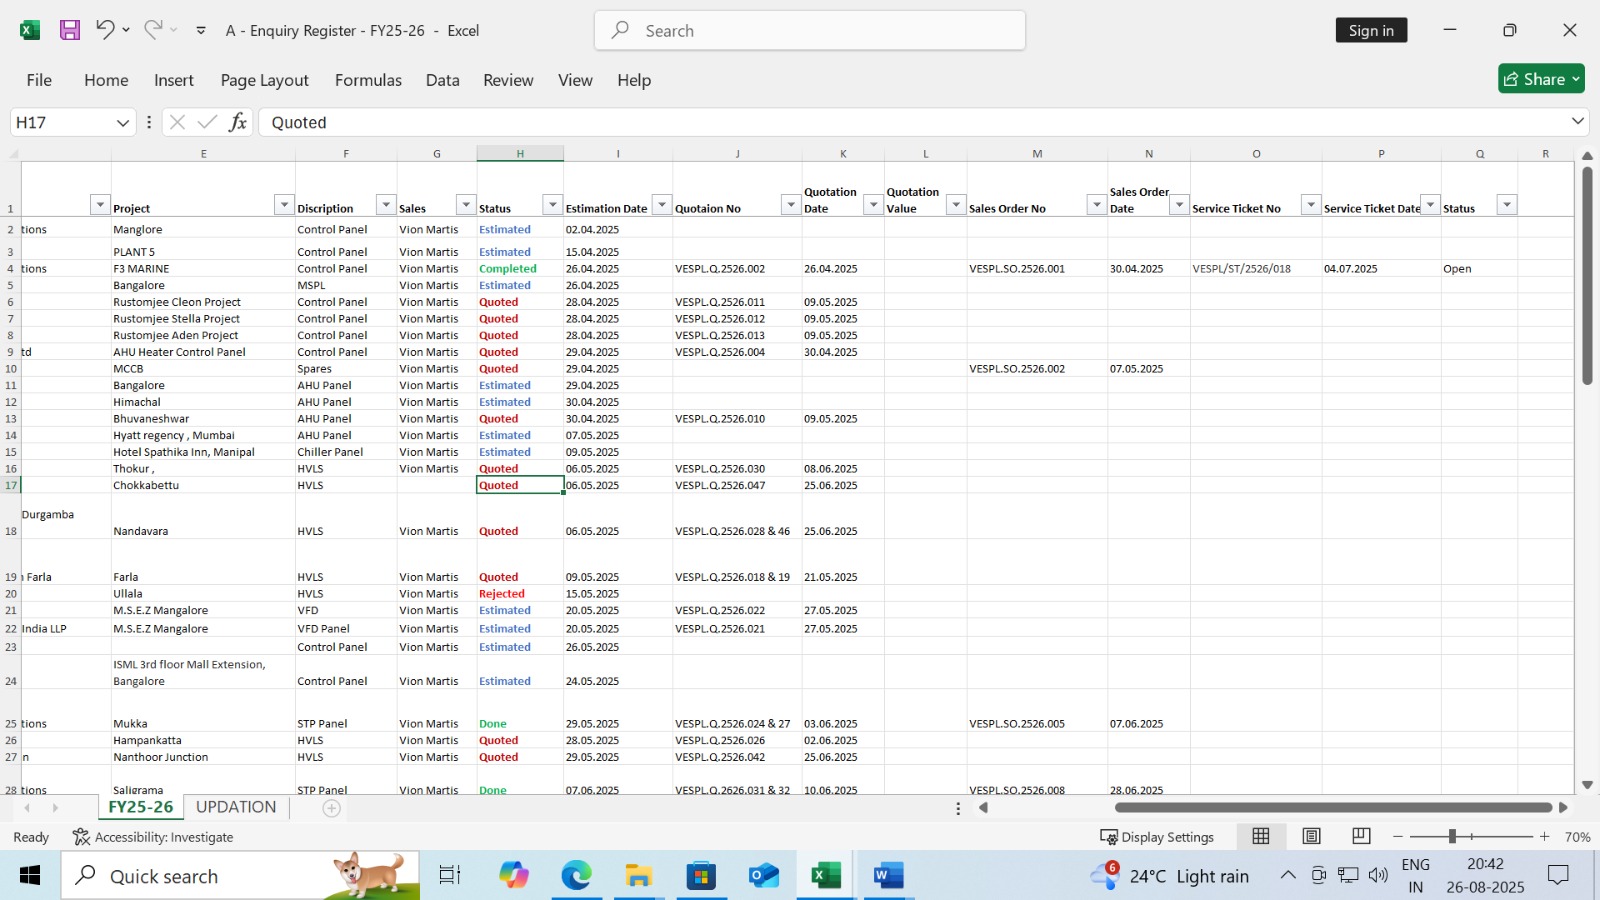 A - Enquiry Register - FY25-26 - Excel
Search
Sign in
File Home Insert Page Layout Formulas Data Review View Help
Share
H17 fx Quoted
E F G H I J K L M N O P Q R
1 Project Discription Sales Status Estimation Date Quotaion No Quotation Date Quotation Value Sales Order No Sales Order Date Service Ticket No Service Ticket Date Status
2 tions Manglore Control Panel Vion Martis Estimated 02.04.2025
3 PLANT 5 Control Panel Vion Martis Estimated 15.04.2025
4 tions F3 MARINE Control Panel Vion Martis Completed 26.04.2025 VESPL.Q.2526.002 26.04.2025 VESPL.SO.2526.001 30.04.2025 VESPL/ST/2526/018 04.07.2025 Open
5 Bangalore MSPL Vion Martis Estimated 26.04.2025
6 Rustomjee Cleon Project Control Panel Vion Martis Quoted 28.04.2025 VESPL.Q.2526.011 09.05.2025
7 Rustomjee Stella Project Control Panel Vion Martis Quoted 28.04.2025 VESPL.Q.2526.012 09.05.2025
8 Rustomjee Aden Project Control Panel Vion Martis Quoted 28.04.2025 VESPL.Q.2526.013 09.05.2025
9 td AHU Heater Control Panel Control Panel Vion Martis Quoted 29.04.2025 VESPL.Q.2526.004 30.04.2025
10 MCCB Spares Vion Martis Quoted 29.04.2025 VESPL.SO.2526.002 07.05.2025
11 Bangalore AHU Panel Vion Martis Estimated 29.04.2025
12 Himachal AHU Panel Vion Martis Estimated 30.04.2025
13 Bhuvaneshwar AHU Panel Vion Martis Quoted 30.04.2025 VESPL.Q.2526.010 09.05.2025
14 Hyatt regency , Mumbai AHU Panel Vion Martis Estimated 07.05.2025
15 Hotel Spathika Inn, Manipal Chiller Panel Vion Martis Estimated 09.05.2025
16 Thokur , HVLS Vion Martis Quoted 06.05.2025 VESPL.Q.2526.030 08.06.2025
17 Chokkabettu HVLS Quoted 06.05.2025 VESPL.Q.2526.047 25.06.2025
Durgamba
18 Nandavara HVLS Vion Martis Quoted 06.05.2025 VESPL.Q.2526.028 & 46 25.06.2025
19 Farla Farla HVLS Vion Martis Quoted 09.05.2025 VESPL.Q.2526.018 & 19 21.05.2025
20 Ullala HVLS Vion Martis Rejected 15.05.2025
21 M.S.E.Z Mangalore VFD Vion Martis Estimated 20.05.2025 VESPL.Q.2526.022 27.05.2025
22 India LLP M.S.E.Z Mangalore VFD Panel Vion Martis Estimated 20.05.2025 VESPL.Q.2526.021 27.05.2025
23 Control Panel Vion Martis Estimated 26.05.2025
ISML 3rd floor Mall Extension,
24 Bangalore Control Panel Vion Martis Estimated 24.05.2025
25 tions Mukka STP Panel Vion Martis Done 29.05.2025 VESPL.Q.2526.024 & 27 03.06.2025 VESPL.SO.2526.005 07.06.2025
26 Hampankatta HVLS Vion Martis Quoted 28.05.2025 VESPL.Q.2526.026 02.06.2025
27 n Nanthoor Junction HVLS Vion Martis Quoted 29.05.2025 VESPL.Q.2526.042 25.06.2025
28 tions Saligrama STP Panel Vion Martis Done 07.06.2025 VESPL.Q.2626.031 & 32 10.06.2025 VESPL.SO.2526.008 28.06.2025
FY25-26 UPDATION
Ready Accessibility: Investigate Display Settings 70%
Quick search 6 24°C Light rain ENG IN 20:42 26-08-2025